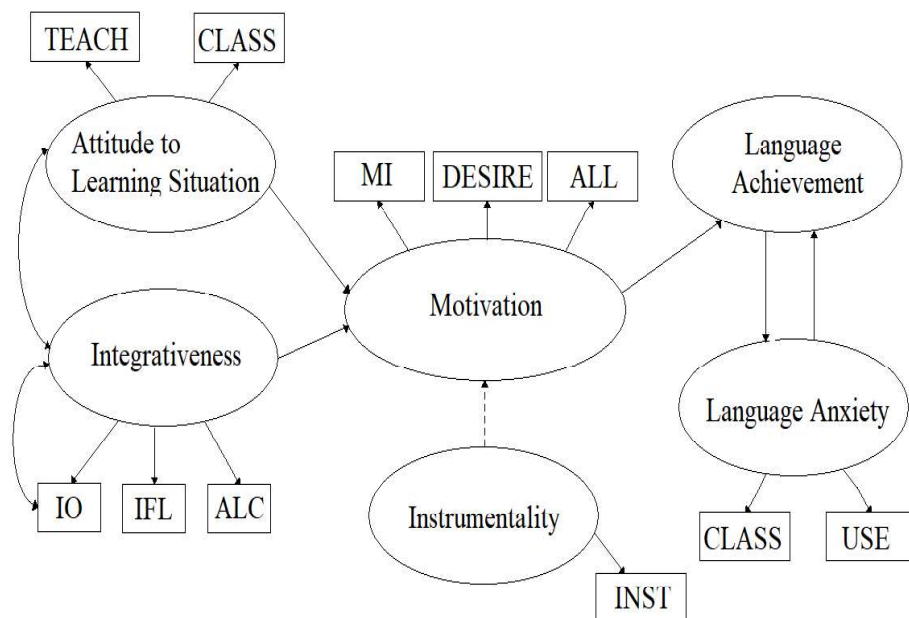 TEACH
CLASS
Attitude to
Learning Situation
MI
DESIRE
ALL
Language
Achievement
Motivation
Integrativeness
Language Anxiety
IO
IFL
ALC
Instrumentality
CLASS
USE
INST